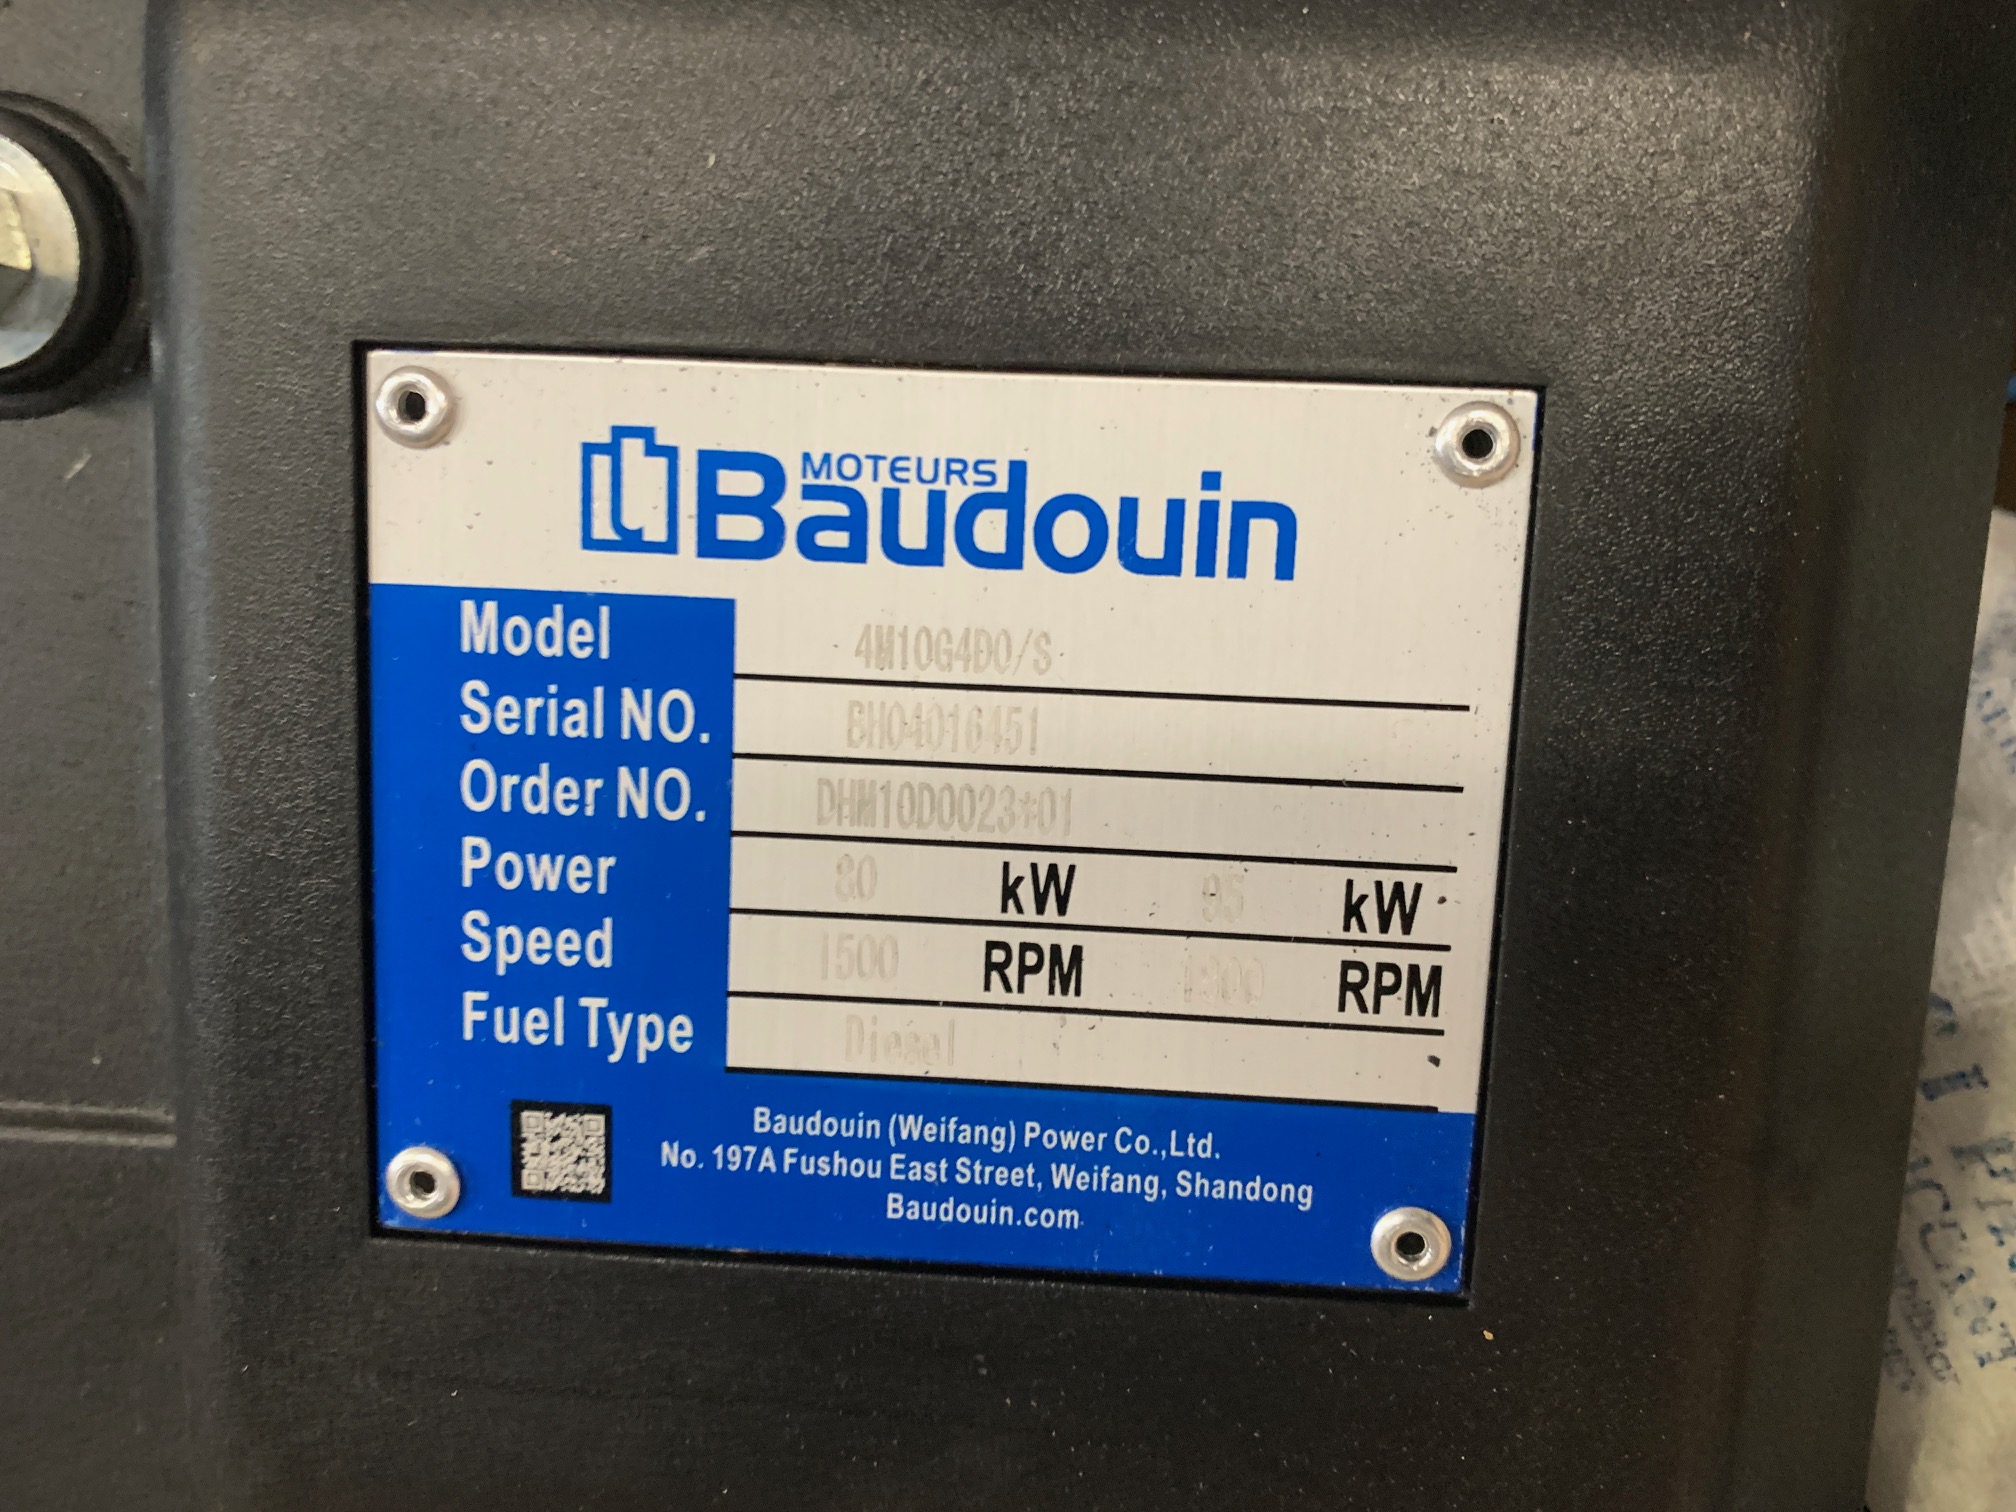 MOTEURS
Baudouin
Model 4M10G4D0/S
Serial NO. BH04016451
Order NO. DHM10D0023*01
Power 80 kW 95 kW
Speed 1500 RPM 1800 RPM
Fuel Type Diesel
Baudouin (Weifang) Power Co.,Ltd.
No. 197A Fushou East Street, Weifang, Shandong
Baudouin.com